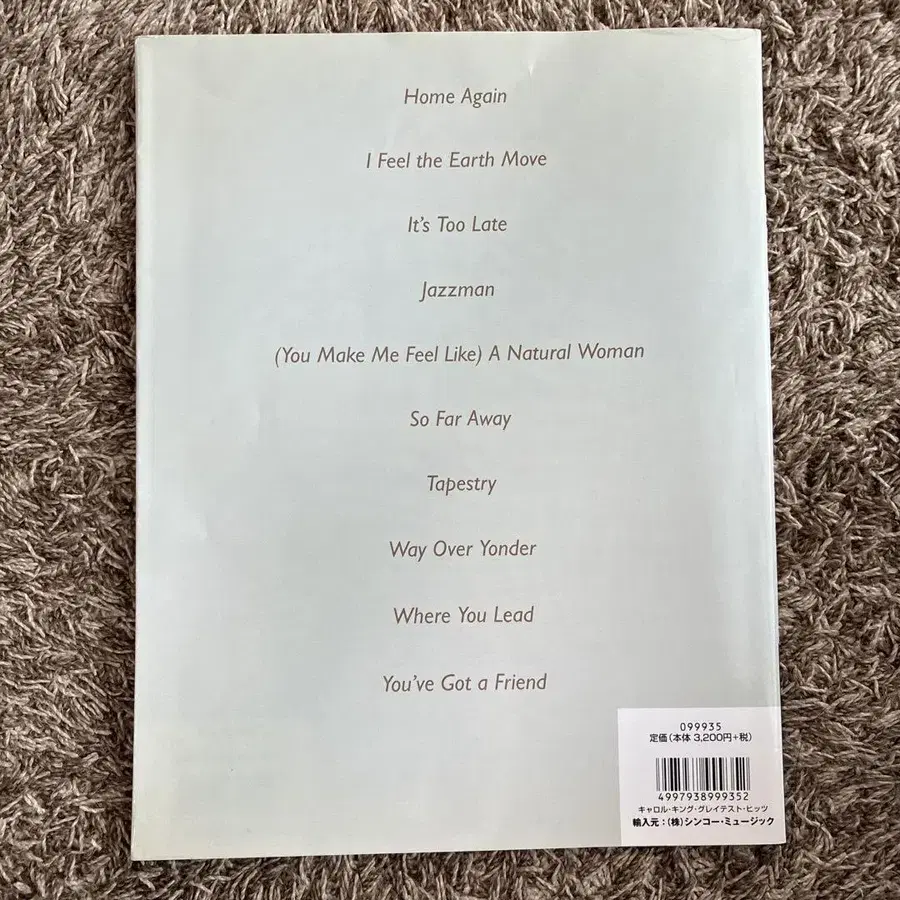 Home Again
I Feel the Earth Move
It's Too Late
Jazzman
(You Make Me Feel Like) A Natural Woman
So Far Away
Tapestry
Way Over Yonder
Where You Lead
You've Got a Friend
099935
定価(本体 3,200円+税)
4997938999352
キャロル・キング・グレイテスト・ヒッツ
輸入元:(株)シンコー・ミュージック